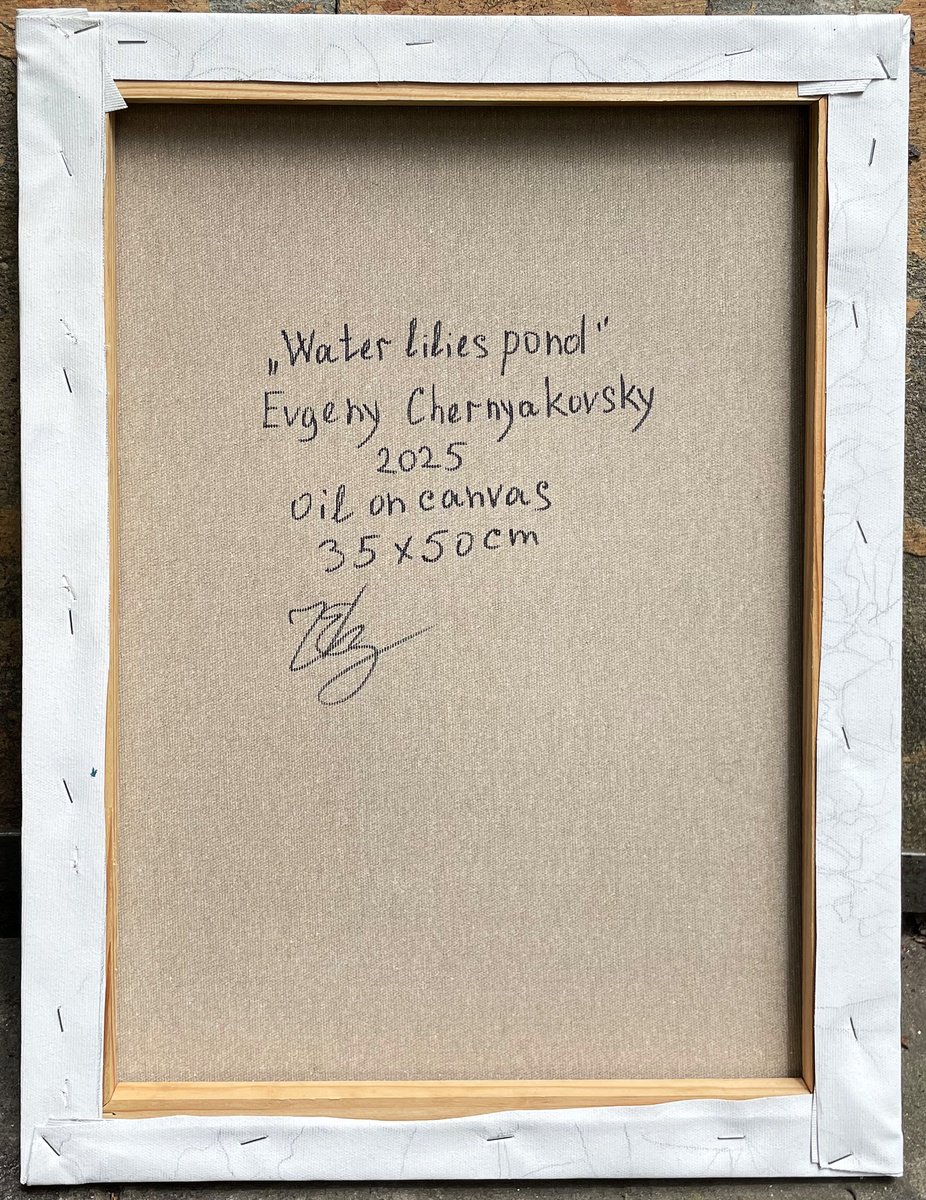 „Water lilies pond"
Evgeny Chernyakovsky
2025
Oil on canvas
35x50cm